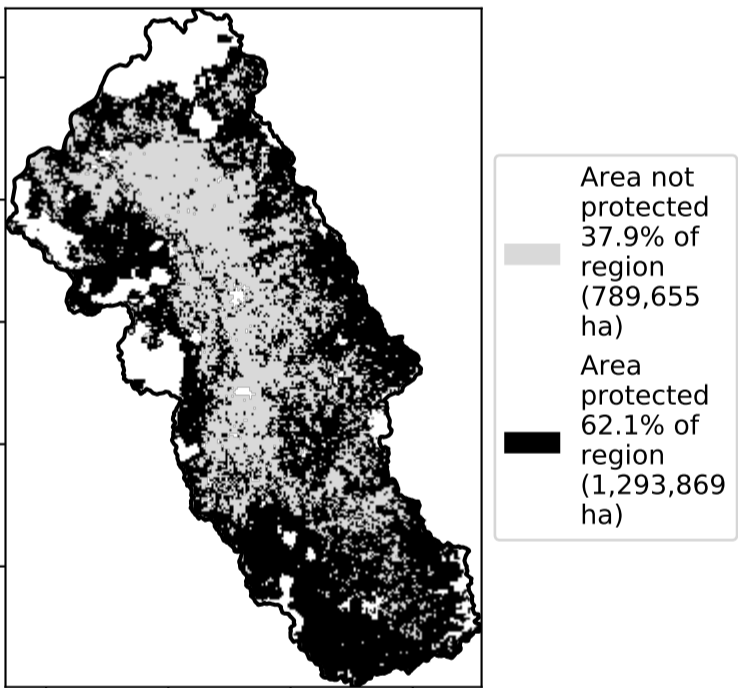 Area not
protected
37.9% of
region
(789,655
ha)
Area
protected
62.1% of
region
(1,293,869
ha)